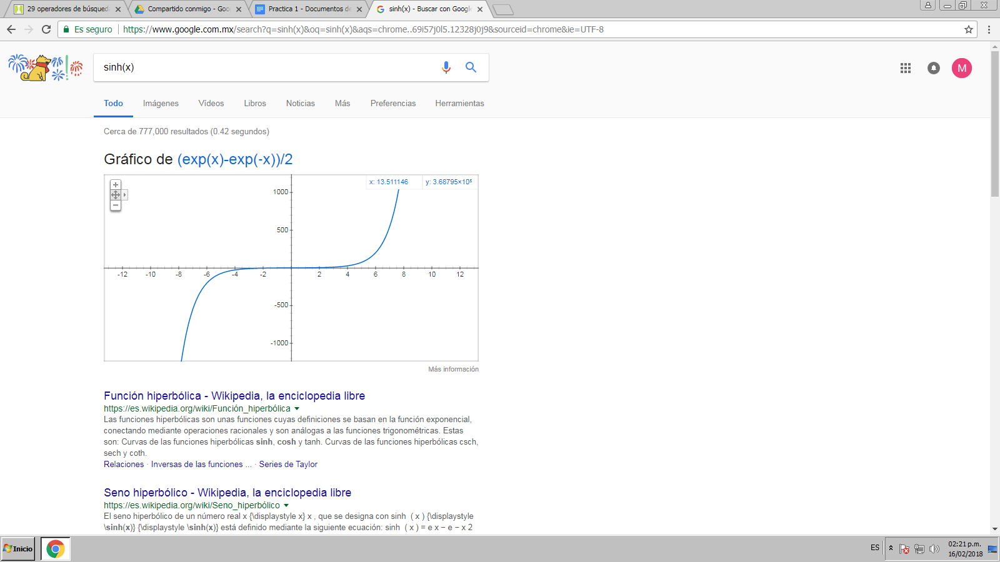 29 operadores de búsqueda
Compartido conmigo - Goo
Practica 1 - Documentos de
sinh(x) - Buscar con Google
Es seguro
https://www.google.com.mx/search?q=sinh(x)&oq=sinh(x)&aqs=chrome..69i57j0l5.12328j0j9&sourceid=chrome&ie=UTF-8
sinh(x)
M
Todo Imágenes Vídeos Libros Noticias Más Preferencias Herramientas
Cerca de 777,000 resultados (0.42 segundos)
Gráfico de (exp(x)-exp(-x))/2
x: 13.511146 y: 3.68795×10⁵
1000
500
-12 -10 -8 -6 -4 -2 2 4 6 8 10 12
-500
-1000
Más información
Función hiperbólica - Wikipedia, la enciclopedia libre
https://es.wikipedia.org/wiki/Función_hiperbólica
Las funciones hiperbólicas son unas funciones cuyas definiciones se basan en la función exponencial,
conectando mediante operaciones racionales y son análogas a las funciones trigonométricas. Estas
son: Curvas de las funciones hiperbólicas sinh, cosh y tanh. Curvas de las funciones hiperbólicas csch,
sech y coth.
Relaciones · Inversas de las funciones ... · Series de Taylor
Seno hiperbólico - Wikipedia, la enciclopedia libre
https://es.wikipedia.org/wiki/Seno_hiperbólico
El seno hiperbólico de un número real x {\displaystyle x} x , que se designa con sinh ( x ) {\displaystyle
\sinh(x)} {\displaystyle \sinh(x)} está definido mediante la siguiente ecuación: sinh ( x ) = e x − e − x 2
Inicio
ES
02:21 p.m.
16/02/2018